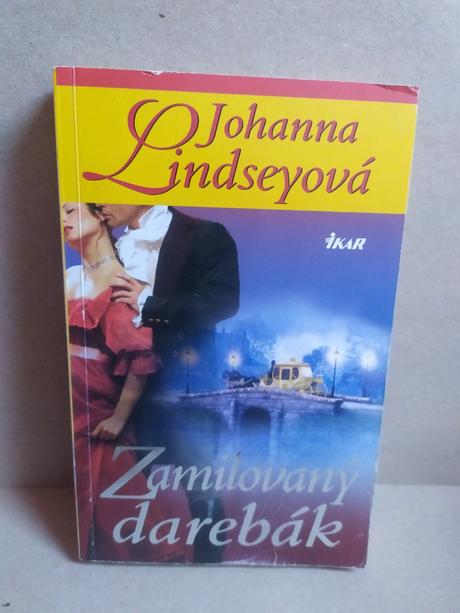 Johanna
Lindseyová
IKAR
Zamilovaný
darebák